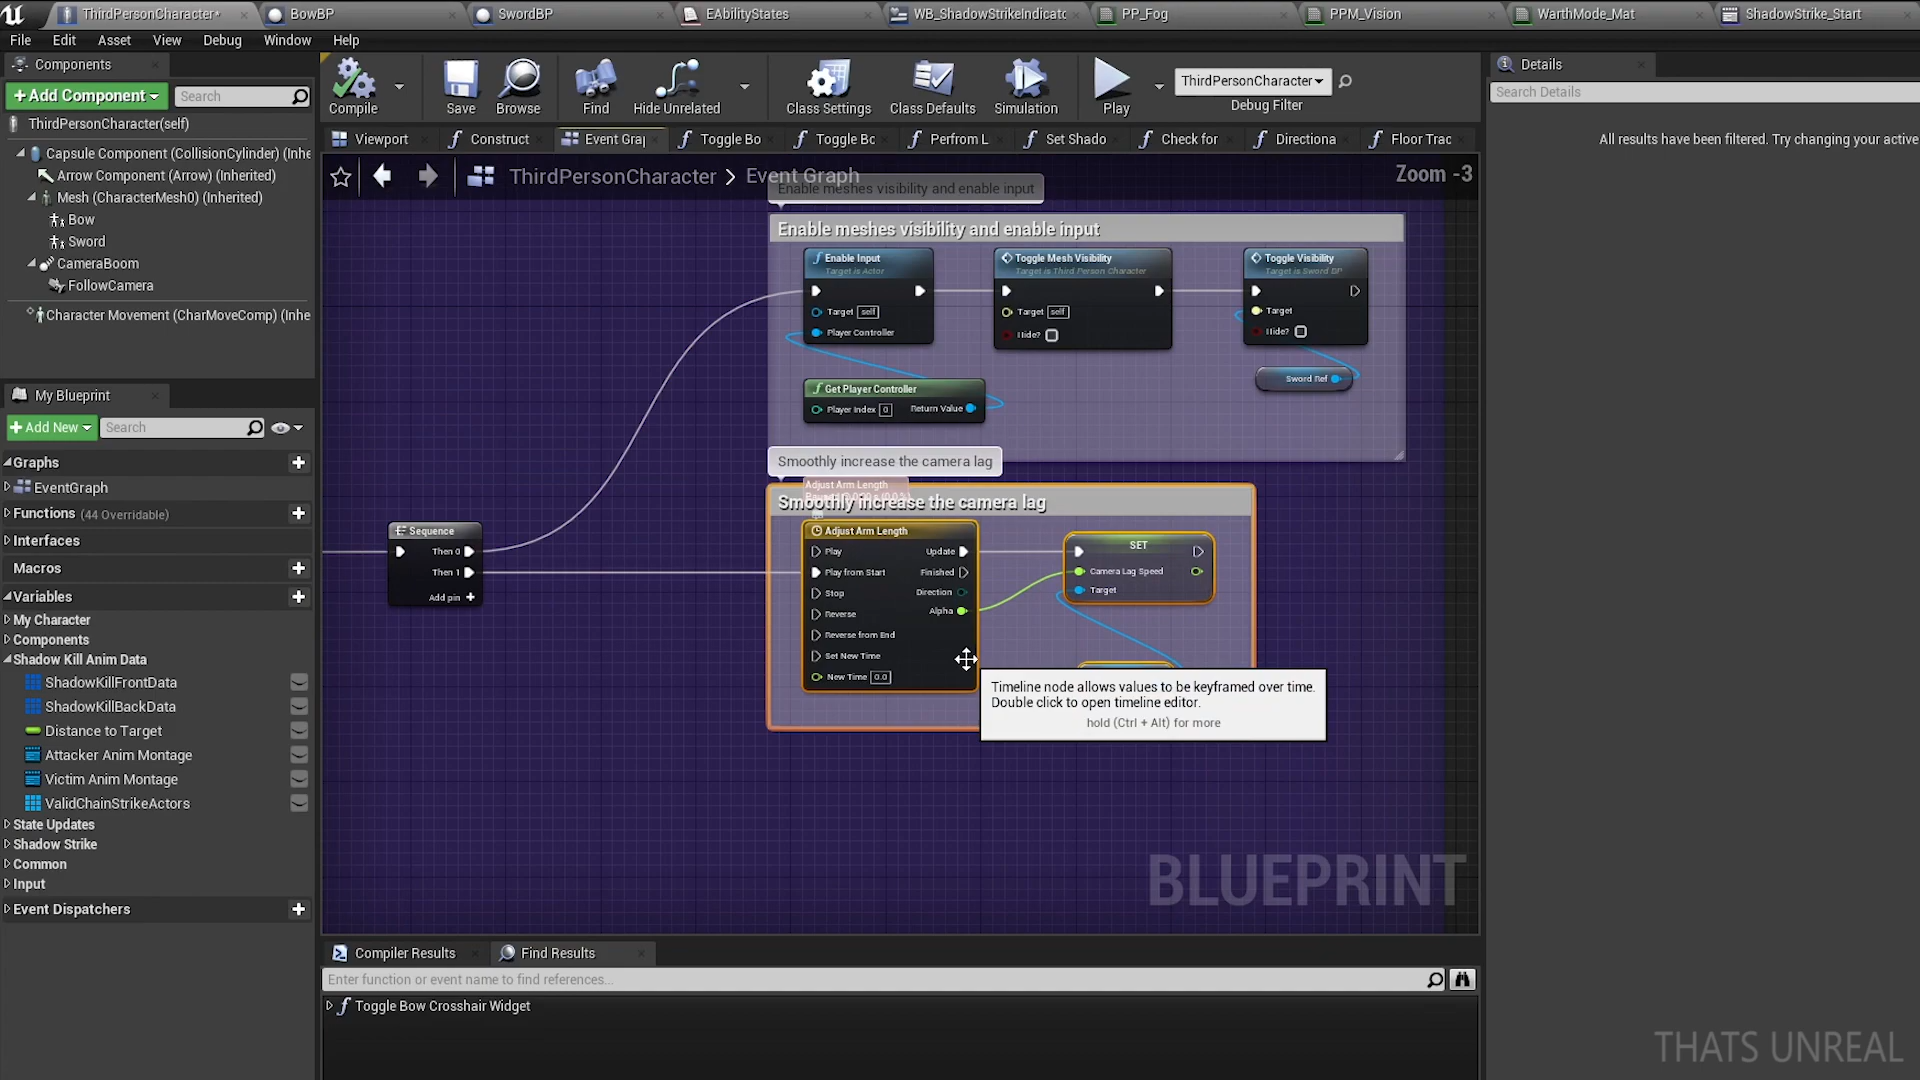 ThirdPersonCharacter*
BowBP
SwordBP
EAbilityStates
WB_ShadowStrikeIndicato
PP_Fog
PPM_Vision
WarthMode_Mat
ShadowStrike_Start
File Edit Asset View Debug Window Help
Components
+Add Component
Search
ThirdPersonCharacter(self)
Capsule Component (CollisionCylinder) (Inhe
Arrow Component (Arrow) (Inherited)
Mesh (CharacterMesh0) (Inherited)
Bow
Sword
CameraBoom
FollowCamera
Character Movement (CharMoveComp) (Inhe
My Blueprint
+Add New
Search
Graphs
EventGraph
Functions (44 Overridable)
Interfaces
Macros
Variables
My Character
Components
Shadow Kill Anim Data
ShadowKillFrontData
ShadowKillBackData
Distance to Target
Attacker Anim Montage
Victim Anim Montage
ValidChainStrikeActors
State Updates
Shadow Strike
Common
Input
Event Dispatchers
Compile
Save
Browse
Find
Hide Unrelated
Class Settings
Class Defaults
Simulation
Play
ThirdPersonCharacter
Debug Filter
Viewport
Construct
Event Gra
Toggle Bo
Toggle Bc
Perfrom L
Set Shado
Check for
Directiona
Floor Trac
ThirdPersonCharacter > Event Graph
Zoom -3
Enable meshes visibility and enable input
Enable meshes visibility and enable input
Enable Input
Target is Actor
Target self
Player Controller
Toggle Mesh Visibility
Target is Third Person Character
Target self
Hide?
Toggle Visibility
Target is Sword BP
Target
Hide?
Sword Ref
Get Player Controller
Player Index 0 Return Value
Smoothly increase the camera lag
Adjust Arm Length
Smoothly increase the camera lag
Sequence
Then 0
Then 1
Add pin +
Adjust Arm Length
Play Update
Play from Start Finished
Stop Direction
Reverse Alpha
Reverse from End
Set New Time
New Time 0.0
SET
Camera Lag Speed
Target
Timeline node allows values to be keyframed over time.
Double click to open timeline editor.
hold (Ctrl + Alt) for more
BLUEPRINT
Compiler Results
Find Results
Enter function or event name to find references...
Toggle Bow Crosshair Widget
Details
Search Details
All results have been filtered. Try changing your active
THATS UNREAL